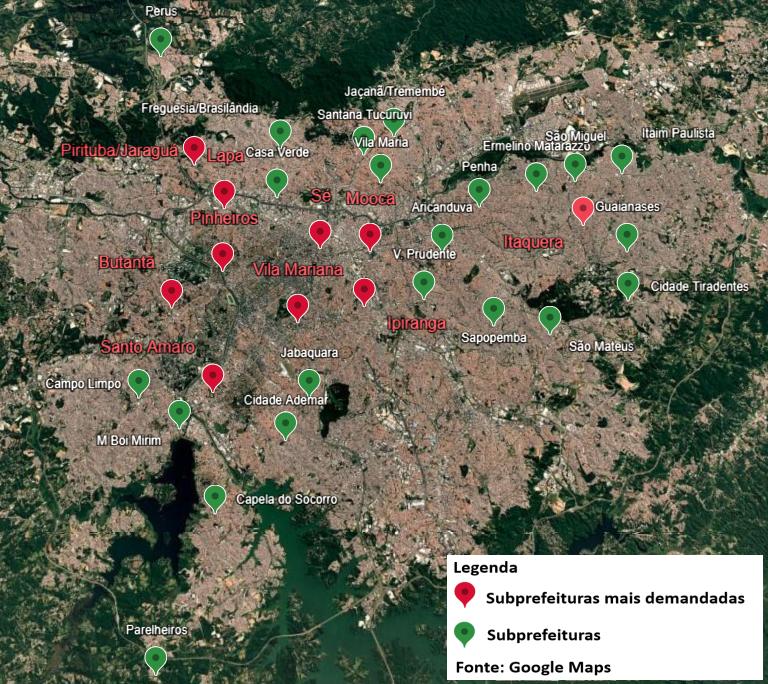 Perus
Jaçanã/Tremembé
Freguesia/Brasilândia
Santana Tucuruvi
Itaim Paulista
São Miguel
Vila Maria
Ermelino Matarazzo
Pirituba/Jaraguá
Lapa
Casa Verde
Penha
Sé
Mooca
Aricanduva
Guaianases
Pinheiros
Itaquera
V. Prudente
Butantã
Vila Mariana
Cidade Tiradentes
Ipiranga
Sapopemba
São Mateus
Santo Amaro
Jabaquara
Campo Limpo
Cidade Ademar
M Boi Mirim
Capela do Socorro
Legenda
Subprefeituras mais demandadas
Subprefeituras
Fonte: Google Maps
Parelheiros